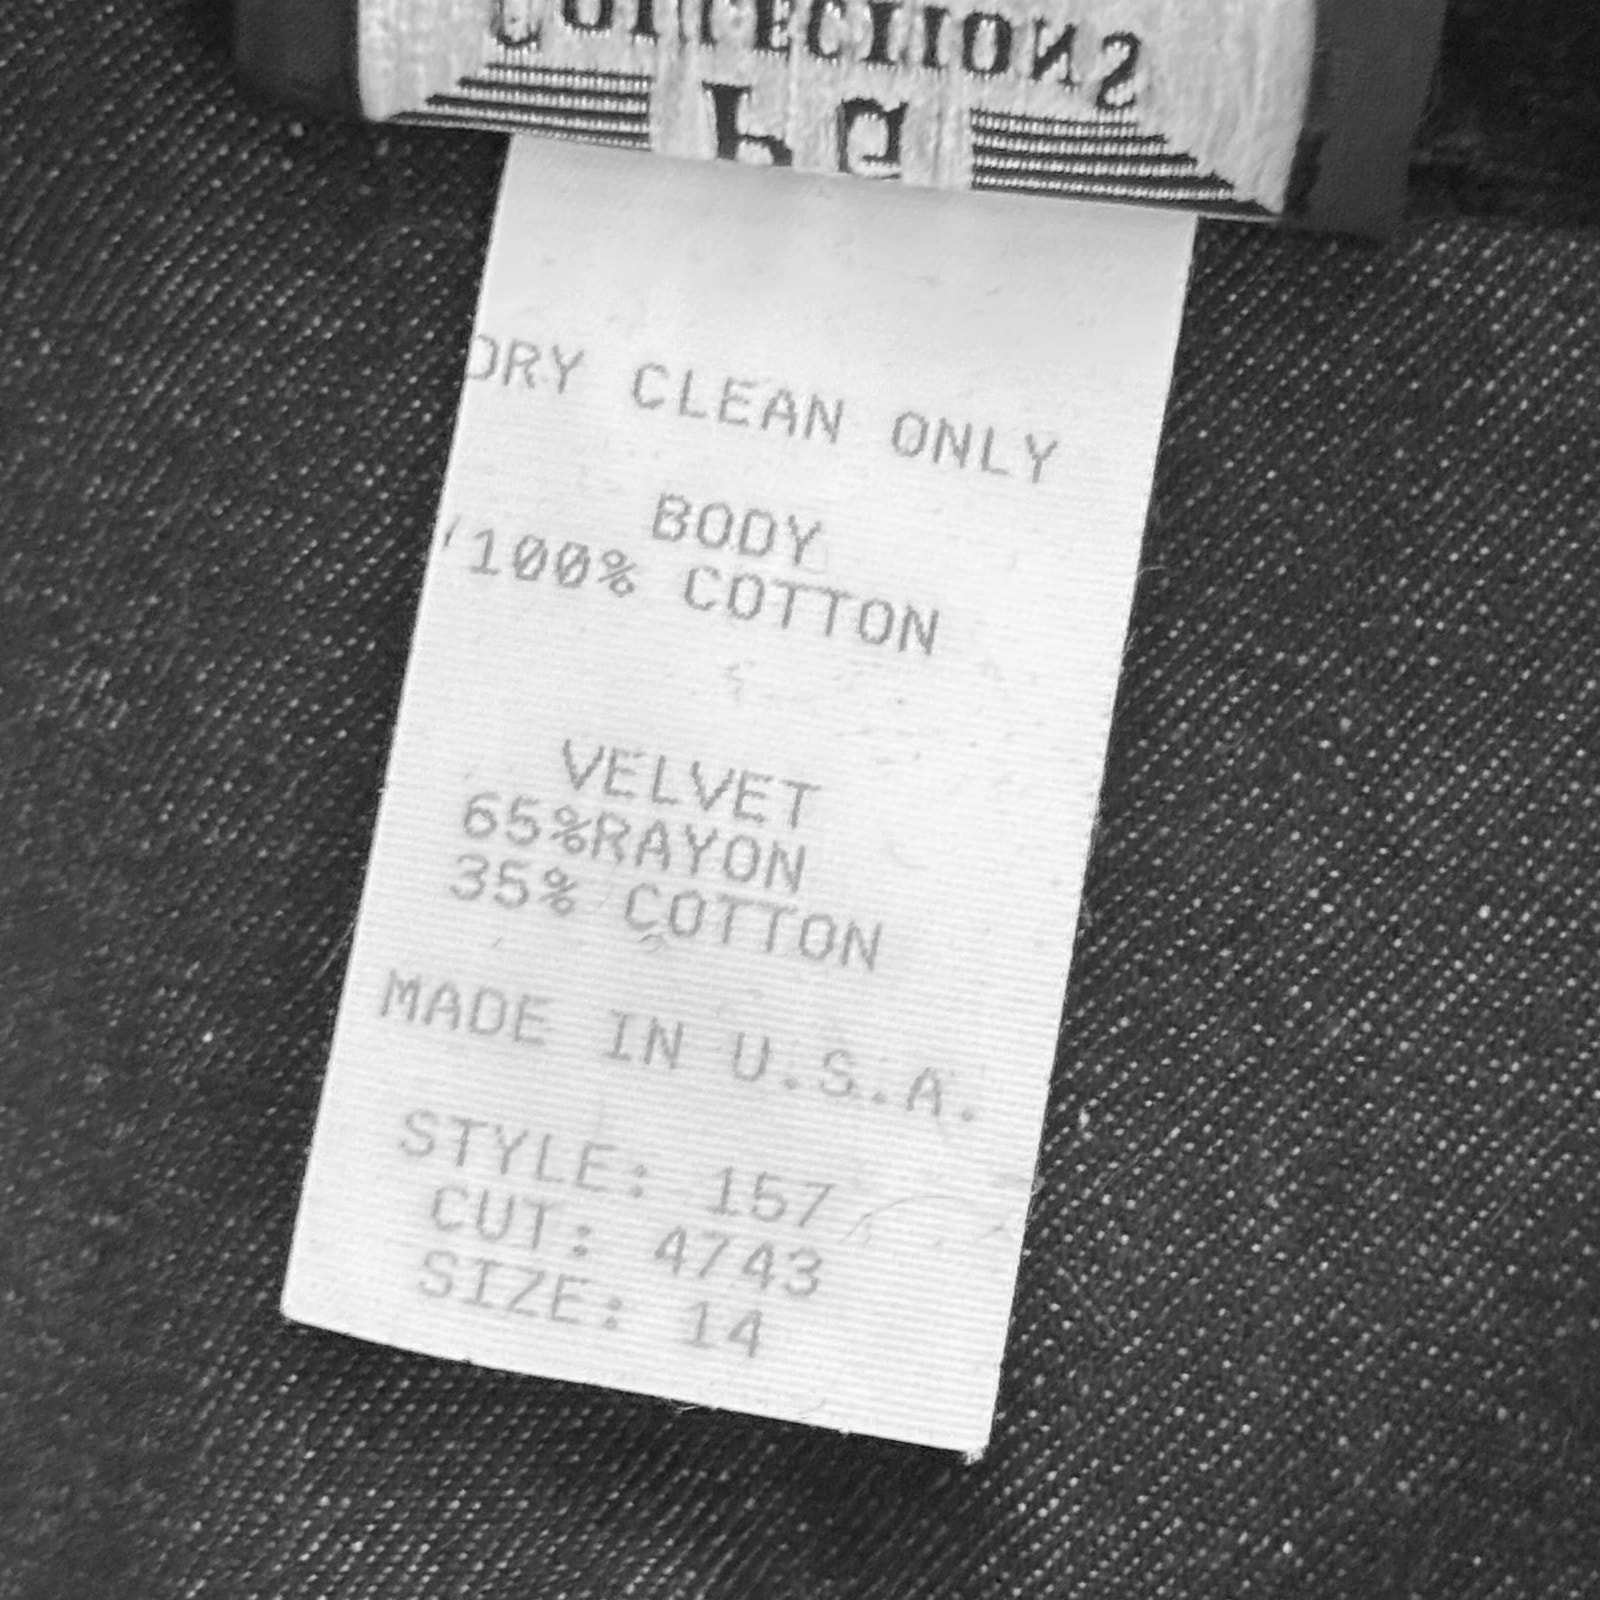 COLLECTIONS
DRY CLEAN ONLY
BODY
100% COTTON
VELVET
65%RAYON
35% COTTON
MADE IN U.S.A.
STYLE: 157
CUT: 4743
SIZE: 14